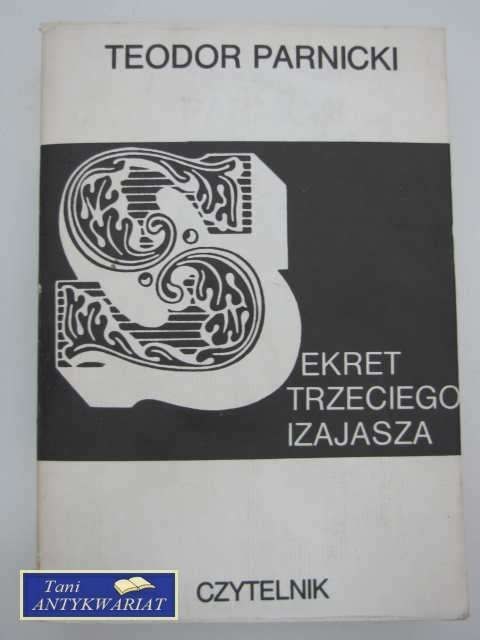 TEODOR PARNICKI
SEKRET
TRZECIEGO
IZAJASZA
CZYTELNIK
Tani
ANTYKWARIAT